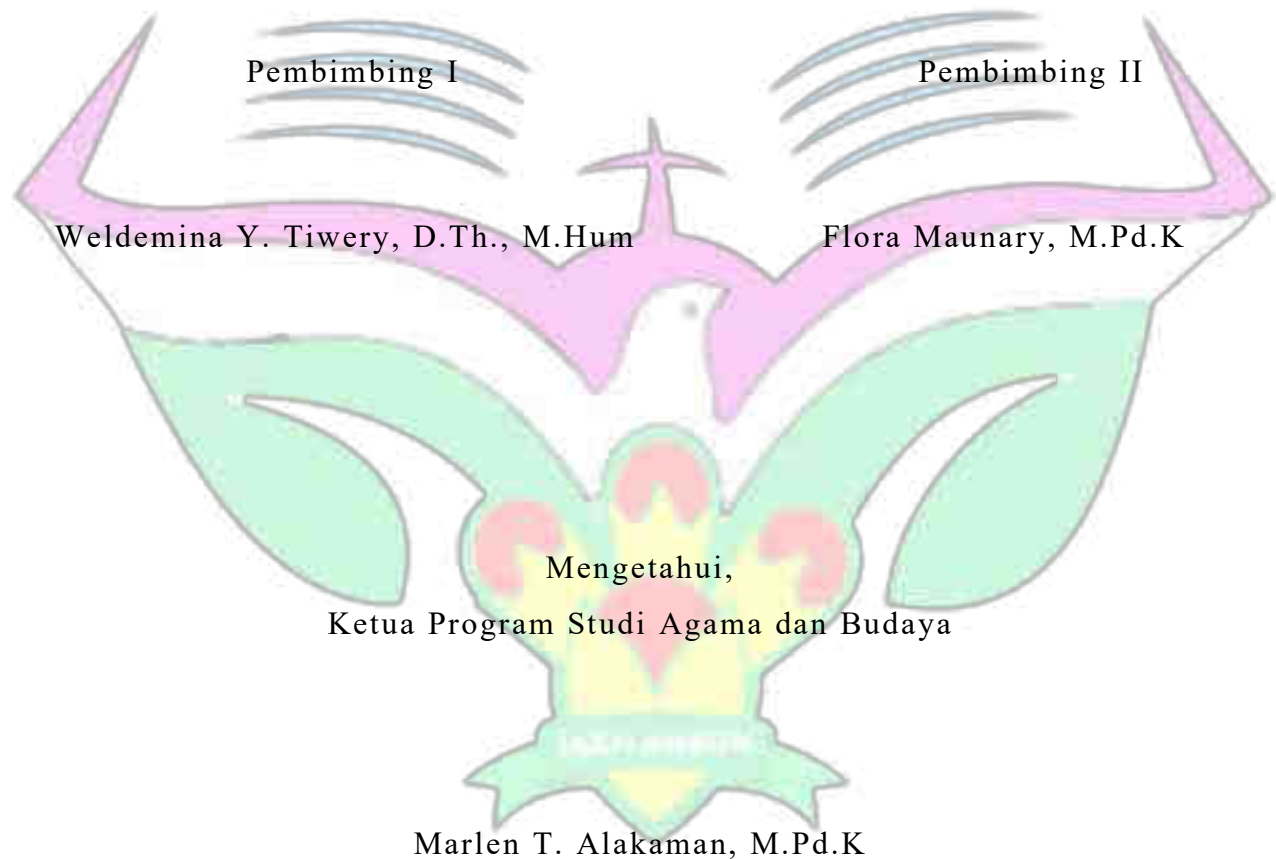 Pembimbing I Pembimbing II
Weldemina Y. Tiwery, D.Th., M.Hum Flora Maunary, M.Pd.K
Mengetahui,
Ketua Program Studi Agama dan Budaya
Marlen T. Alakaman, M.Pd.K